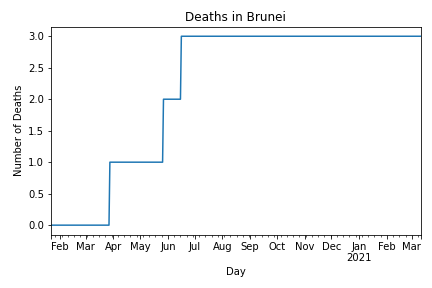 Deaths in Brunei
Number of Deaths
3.0
2.5
2.0
1.5
1.0
0.5
0.0
Feb Mar Apr May Jun Jul Aug Sep Oct Nov Dec Jan Feb Mar
2021
Day